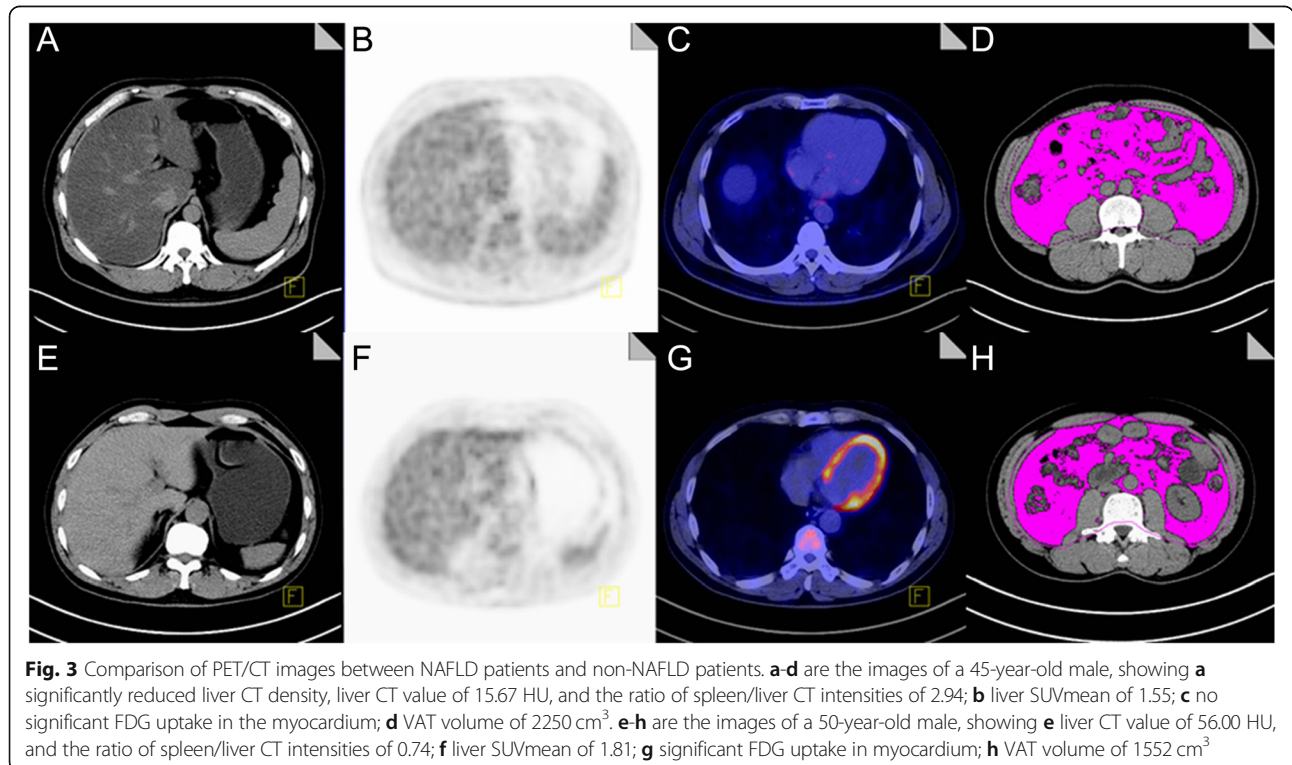 A
B
C
D
F
F
E
F
G
H
F
F
F
Fig. 3 Comparison of PET/CT images between NAFLD patients and non-NAFLD patients. a-d are the images of a 45-year-old male, showing a
significantly reduced liver CT density, liver CT value of 15.67 HU, and the ratio of spleen/liver CT intensities of 2.94; b liver SUVmean of 1.55; c no
significant FDG uptake in the myocardium; d VAT volume of 2250 cm³. e-h are the images of a 50-year-old male, showing e liver CT value of 56.00 HU,
and the ratio of spleen/liver CT intensities of 0.74; f liver SUVmean of 1.81; g significant FDG uptake in myocardium; h VAT volume of 1552 cm³